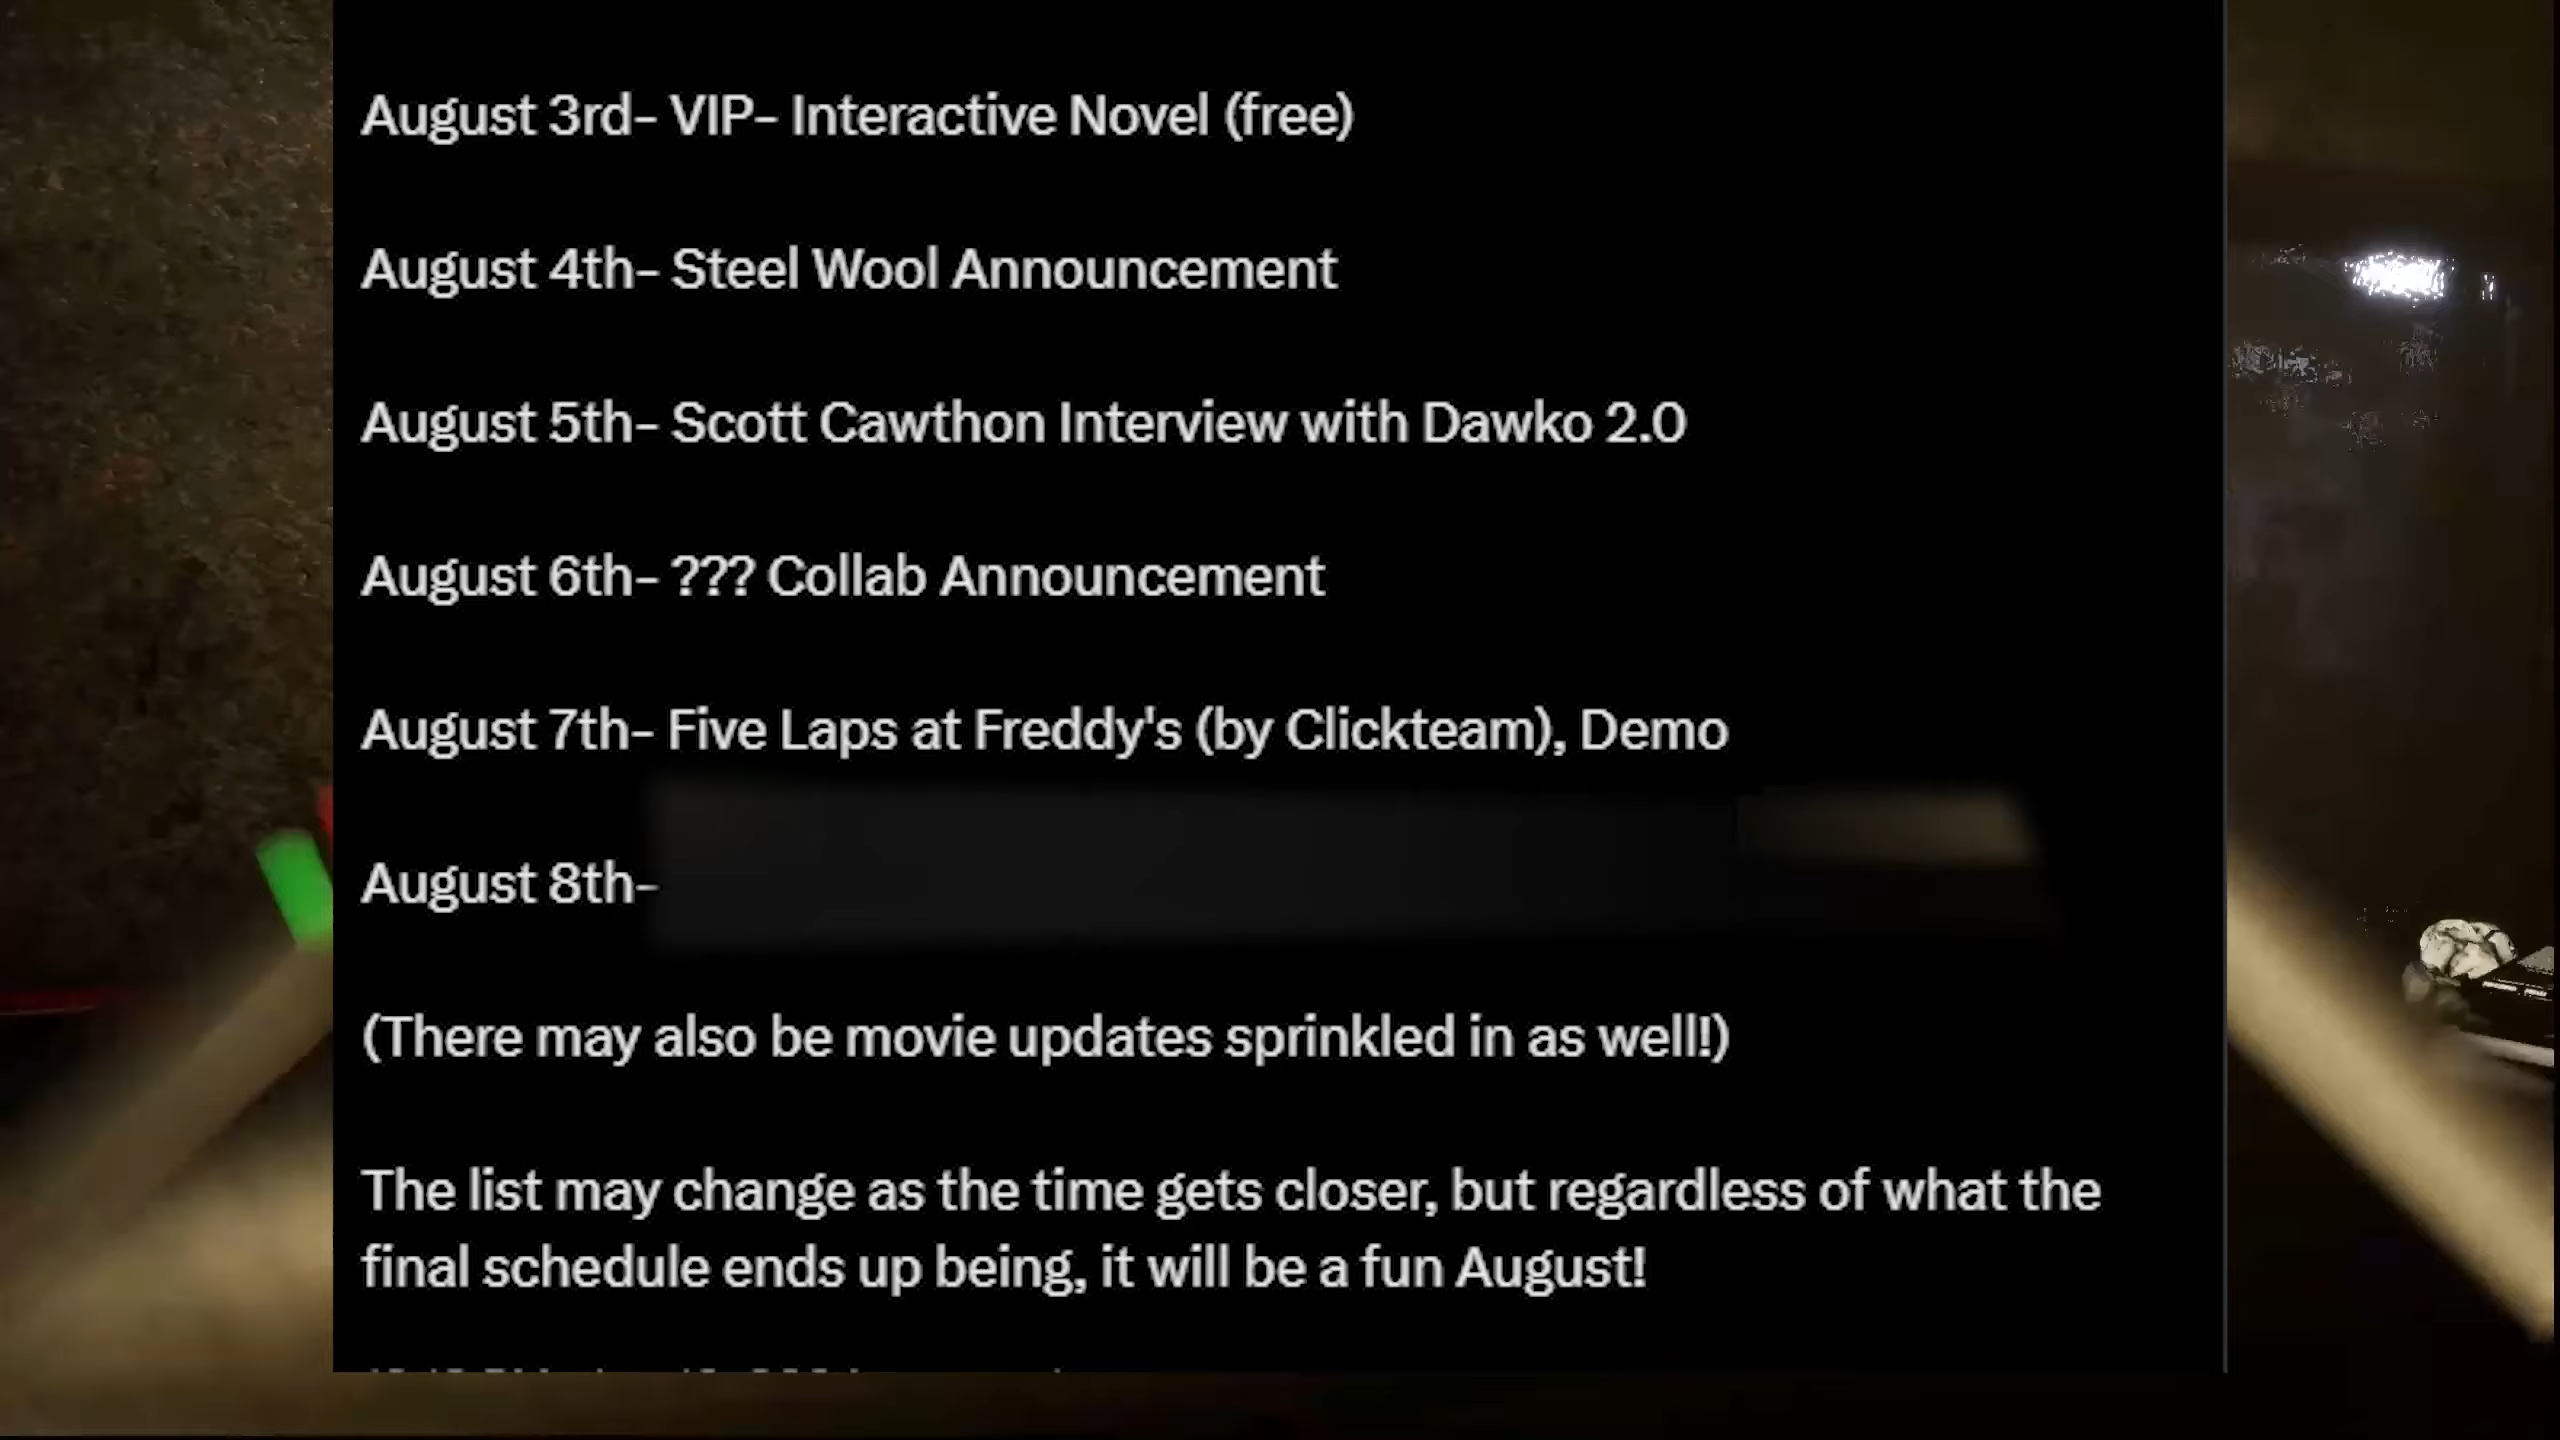 August 3rd– VIP– Interactive Novel (free)
August 4th– Steel Wool Announcement
August 5th– Scott Cawthon Interview with Dawko 2.0
August 6th– ??? Collab Announcement
August 7th– Five Laps at Freddy's (by Clickteam), Demo
August 8th–
(There may also be movie updates sprinkled in as well!)
The list may change as the time gets closer, but regardless of what the
final schedule ends up being, it will be a fun August!